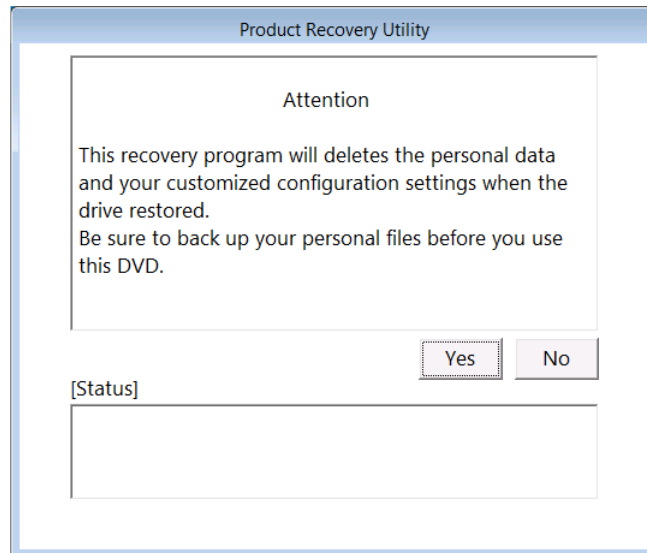 Product Recovery Utility
Attention
This recovery program will deletes the personal data
and your customized configuration settings when the
drive restored.
Be sure to back up your personal files before you use
this DVD.
Yes No
[Status]